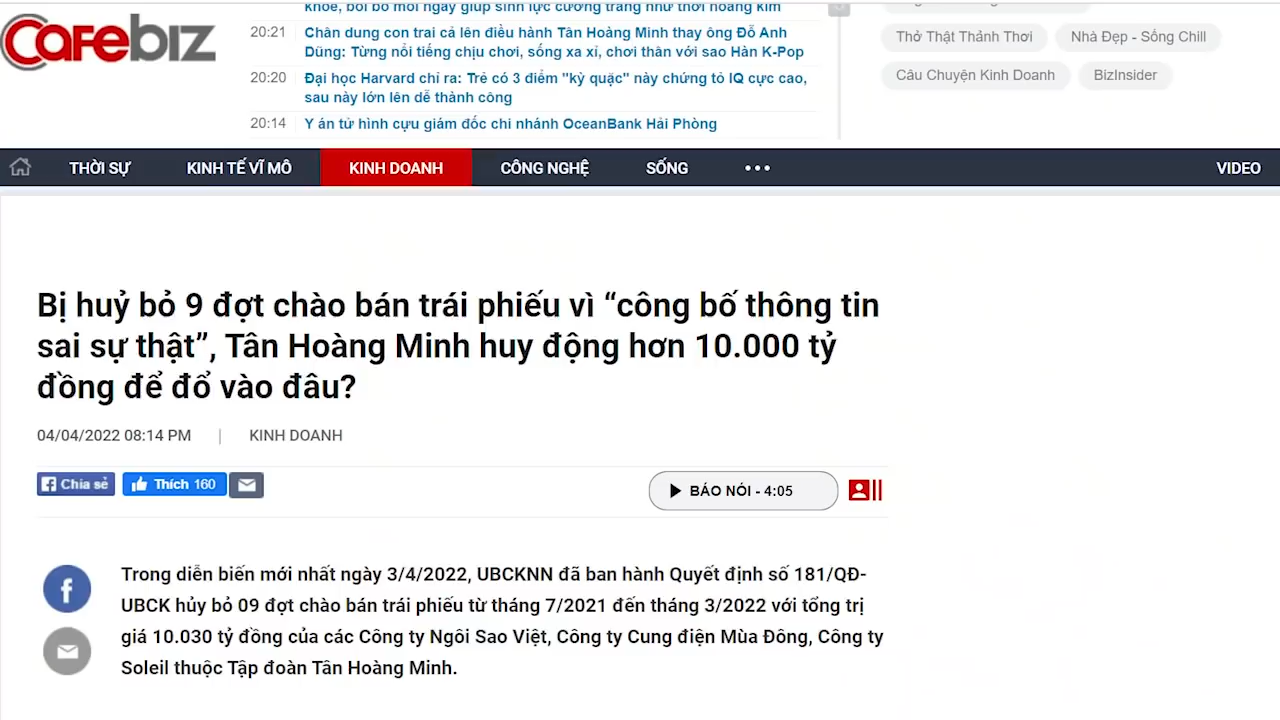 Cafebiz
khỏe, bồi bổ mỗi ngày giúp sinh lực cường tráng như thời hoàng kim
20:21 Chân dung con trai cả lên điều hành Tân Hoàng Minh thay ông Đỗ Anh
Dũng: Từng nổi tiếng chịu chơi, sống xa xỉ, chơi thân với sao Hàn K-Pop
20:20 Đại học Harvard chỉ ra: Trẻ có 3 điểm "kỳ quặc" này chứng tỏ IQ cực cao,
sau này lớn lên dễ thành công
20:14 Y án tử hình cựu giám đốc chi nhánh OceanBank Hải Phòng
Thở Thật Thảnh Thơi Nhà Đẹp - Sống Chill
Câu Chuyện Kinh Doanh BizInsider
THỜI SỰ KINH TẾ VĨ MÔ KINH DOANH CÔNG NGHỆ SỐNG VIDEO
Bị huỷ bỏ 9 đợt chào bán trái phiếu vì “công bố thông tin
sai sự thật”, Tân Hoàng Minh huy động hơn 10.000 tỷ
đồng để đổ vào đâu?
04/04/2022 08:14 PM | KINH DOANH
Chia sẻ Thích 160
BÁO NÓI - 4:05
Trong diễn biến mới nhất ngày 3/4/2022, UBCKNN đã ban hành Quyết định số 181/QĐ-
UBCK hủy bỏ 09 đợt chào bán trái phiếu từ tháng 7/2021 đến tháng 3/2022 với tổng trị
giá 10.030 tỷ đồng của các Công ty Ngôi Sao Việt, Công ty Cung điện Mùa Đông, Công ty
Soleil thuộc Tập đoàn Tân Hoàng Minh.